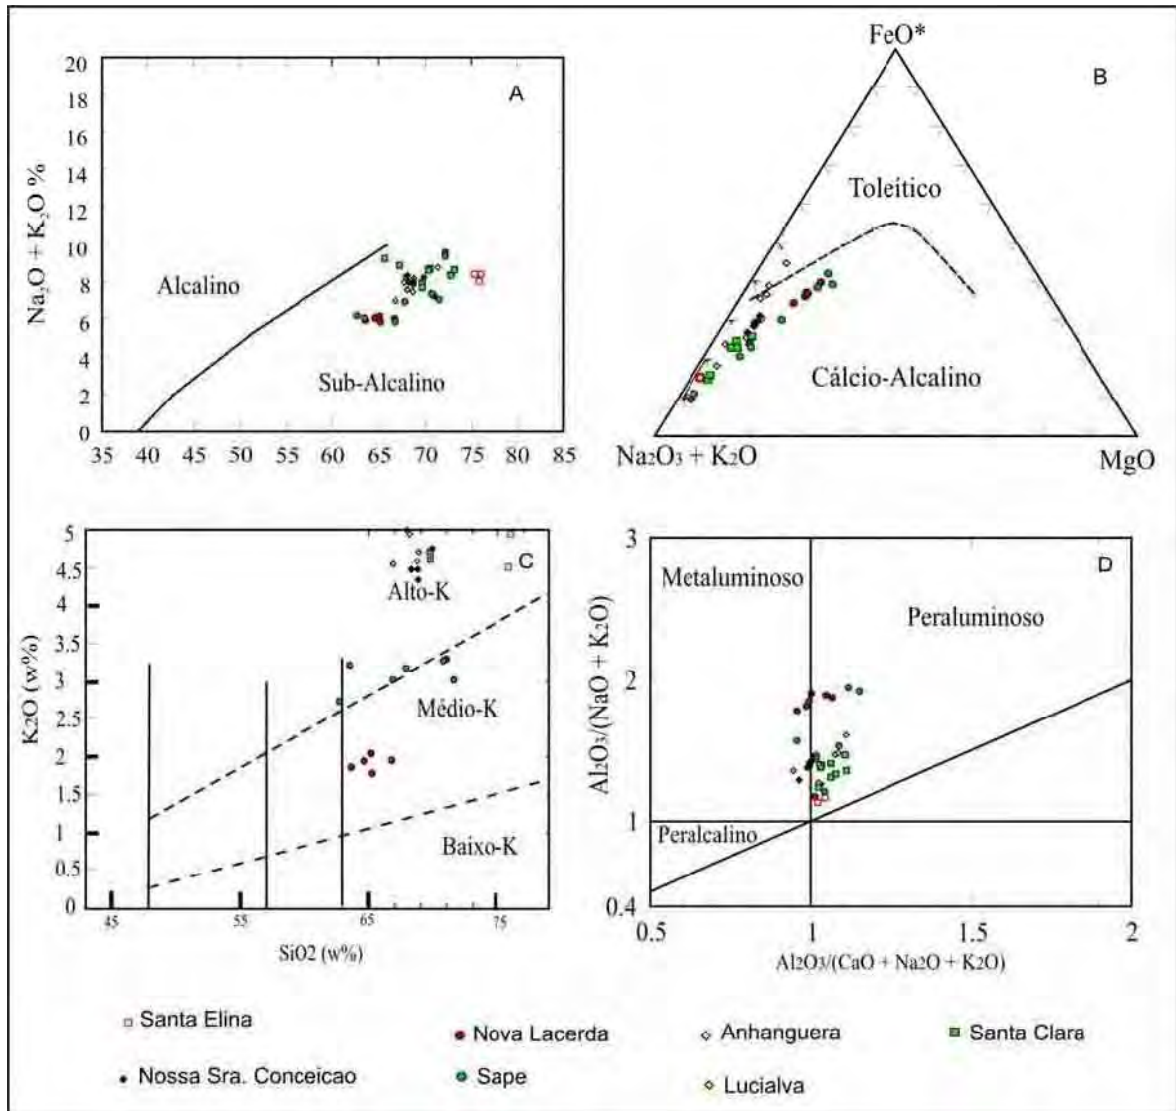 A
20
18
16
14
12
10
8
6
4
2
0
Na2O + K2O %
Alcalino
Sub-Alcalino
35 40 45 50 55 60 65 70 75 80 85
FeO*
B
Toleítico
Cálcio-Alcalino
Na2O3 + K2O
MgO
C
5
4.5
4
3.5
3
2.5
2
1.5
1
0.5
0
K2O (w%)
Alto-K
Médio-K
Baixo-K
45 55 65 75
SiO2 (w%)
D
3
2
1
0.4
Al2O3/(NaO + K2O)
Metaluminoso
Peraluminoso
Peralcalino
0.5 1 1.5 2
Al2O3/(CaO + Na2O + K2O)
Santa Elina
Nova Lacerda
Anhanguera
Santa Clara
Nossa Sra. Conceicao
Sape
Lucialva